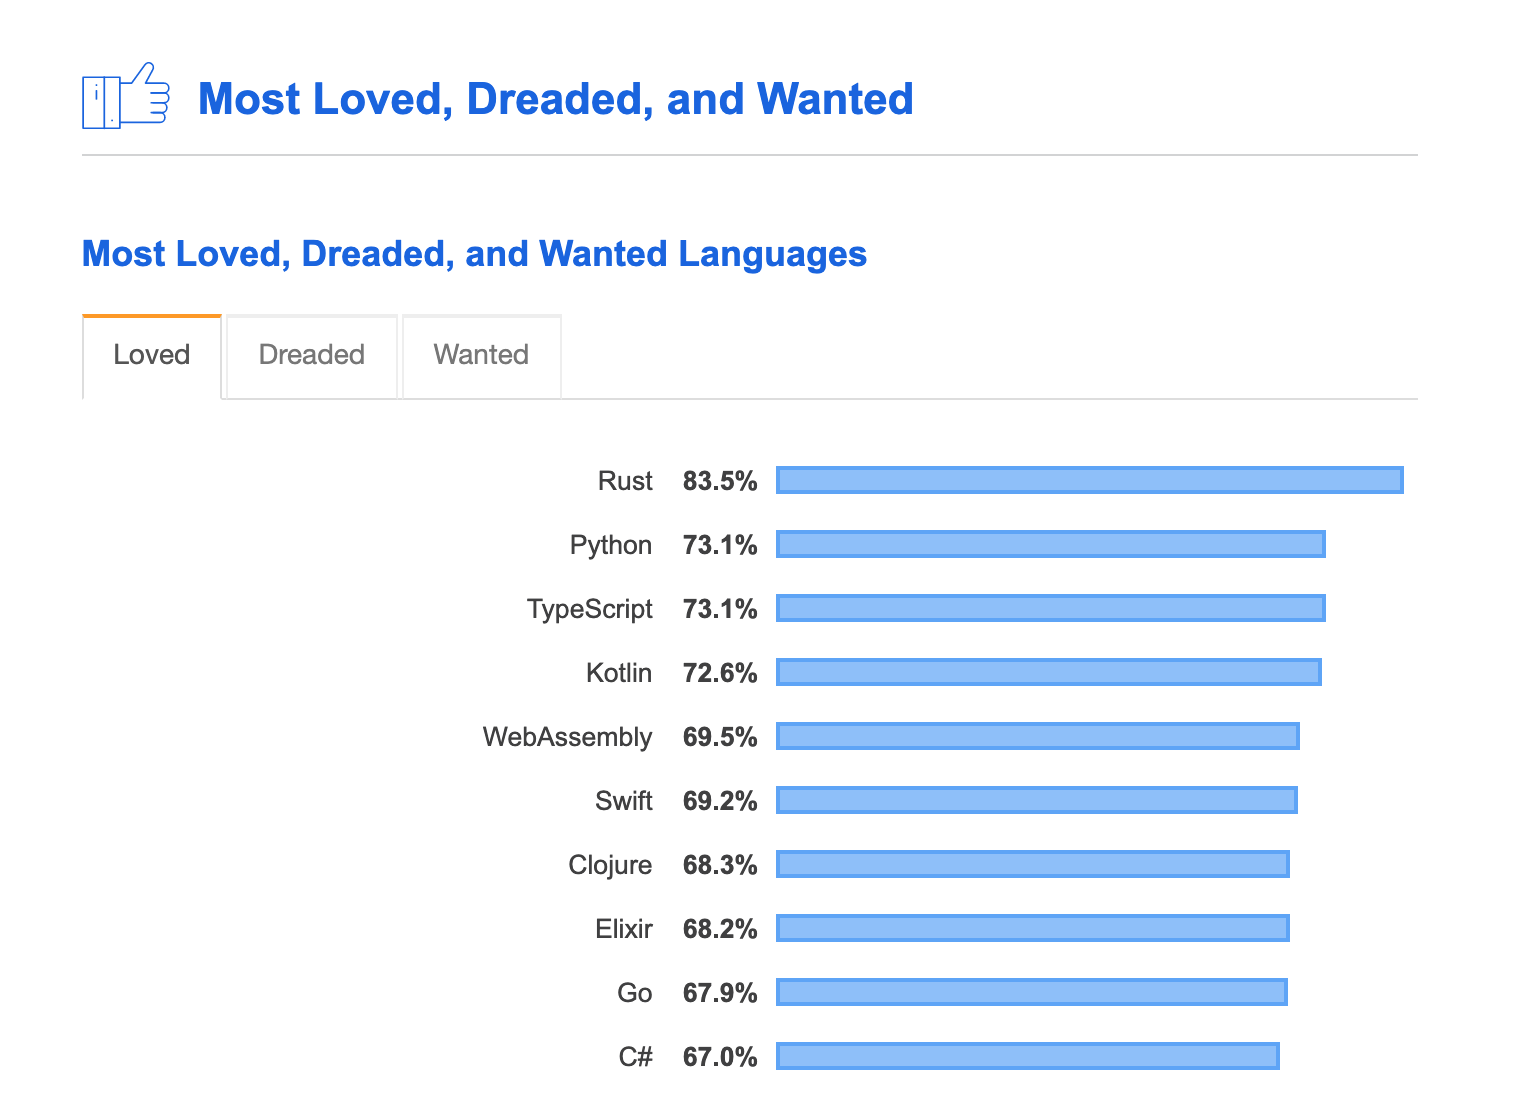 Most Loved, Dreaded, and Wanted
Most Loved, Dreaded, and Wanted Languages
Loved Dreaded Wanted
Rust 83.5%
Python 73.1%
TypeScript 73.1%
Kotlin 72.6%
WebAssembly 69.5%
Swift 69.2%
Clojure 68.3%
Elixir 68.2%
Go 67.9%
C# 67.0%